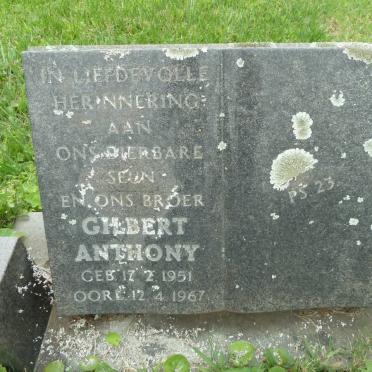 IN LIEFDEVOLLE
HERINNERING
AAN
ONS DIERBARE
SEUN
EN ONS BROER
GILBERT
ANTHONY
GEB. 17·2·1951
OORL. 12·4·1967
PS. 23.